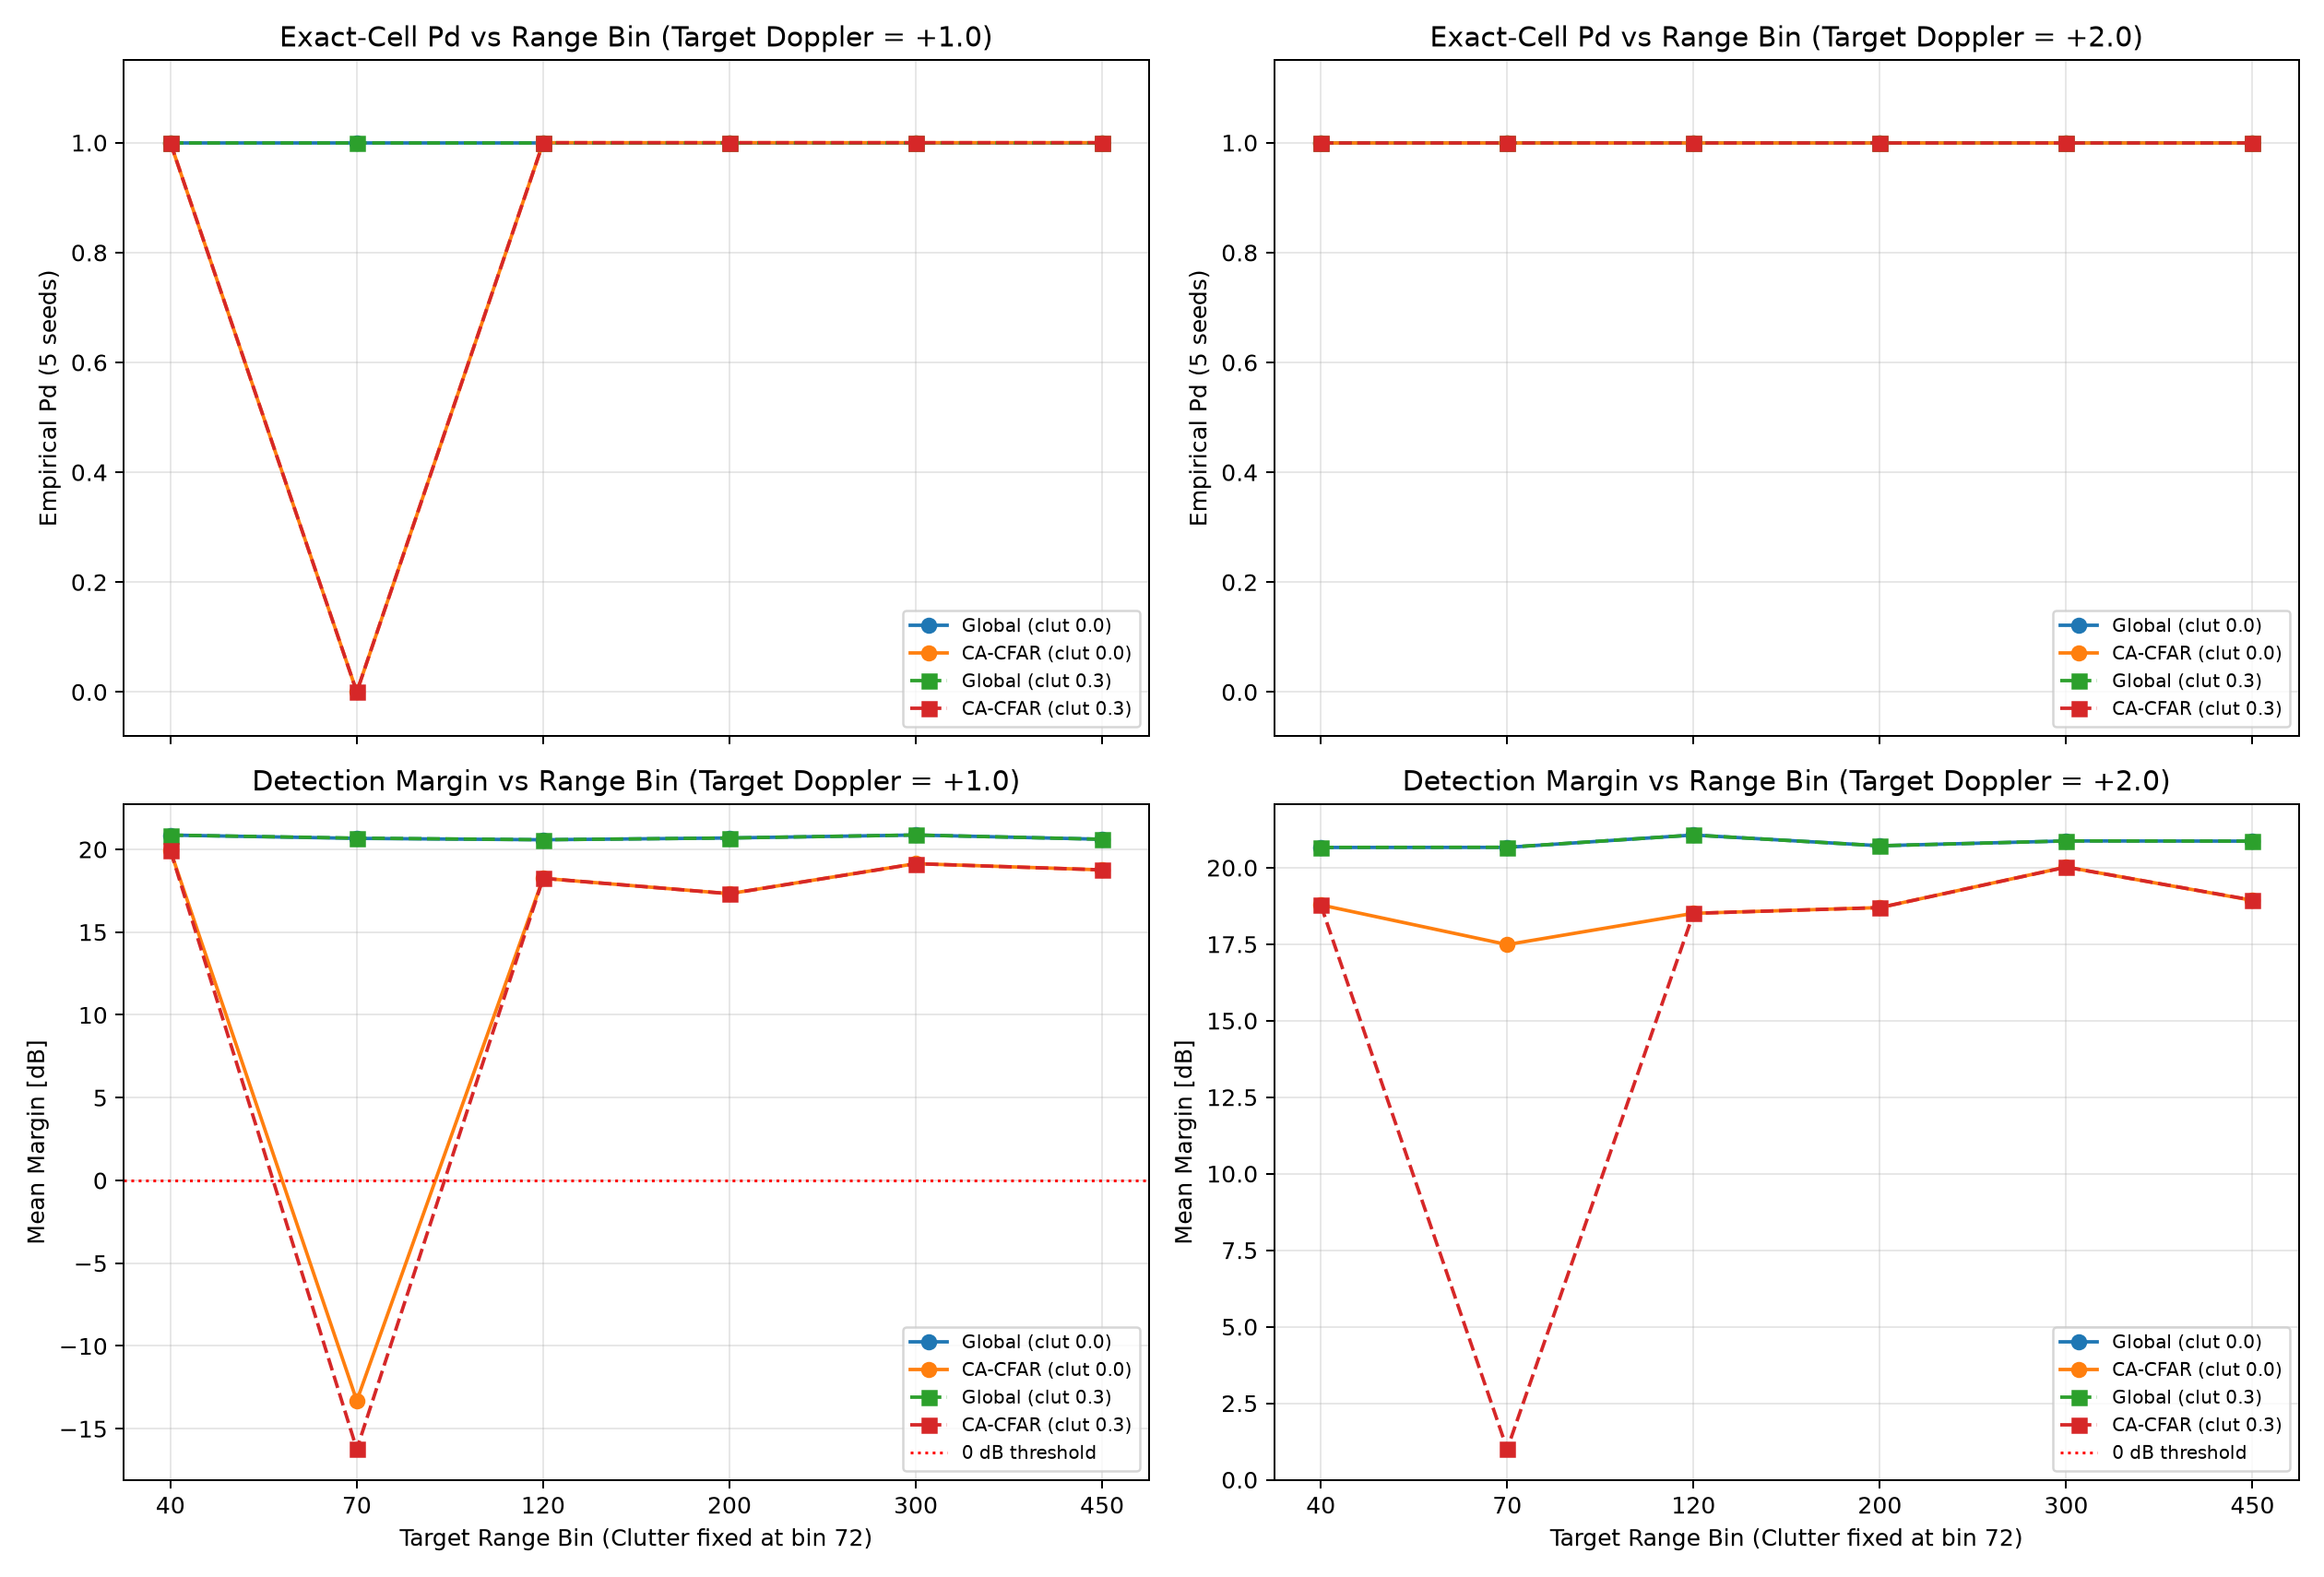 Exact-Cell Pd vs Range Bin (Target Doppler = +1.0)
Empirical Pd (5 seeds)
1.0
0.8
0.6
0.4
0.2
0.0
Global (clut 0.0)
CA-CFAR (clut 0.0)
Global (clut 0.3)
CA-CFAR (clut 0.3)
Exact-Cell Pd vs Range Bin (Target Doppler = +2.0)
Empirical Pd (5 seeds)
1.0
0.8
0.6
0.4
0.2
0.0
Global (clut 0.0)
CA-CFAR (clut 0.0)
Global (clut 0.3)
CA-CFAR (clut 0.3)
Detection Margin vs Range Bin (Target Doppler = +1.0)
Mean Margin [dB]
20
15
10
5
0
−5
−10
−15
Global (clut 0.0)
CA-CFAR (clut 0.0)
Global (clut 0.3)
CA-CFAR (clut 0.3)
0 dB threshold
40 70 120 200 300 450
Target Range Bin (Clutter fixed at bin 72)
Detection Margin vs Range Bin (Target Doppler = +2.0)
Mean Margin [dB]
20.0
17.5
15.0
12.5
10.0
7.5
5.0
2.5
0.0
Global (clut 0.0)
CA-CFAR (clut 0.0)
Global (clut 0.3)
CA-CFAR (clut 0.3)
0 dB threshold
40 70 120 200 300 450
Target Range Bin (Clutter fixed at bin 72)